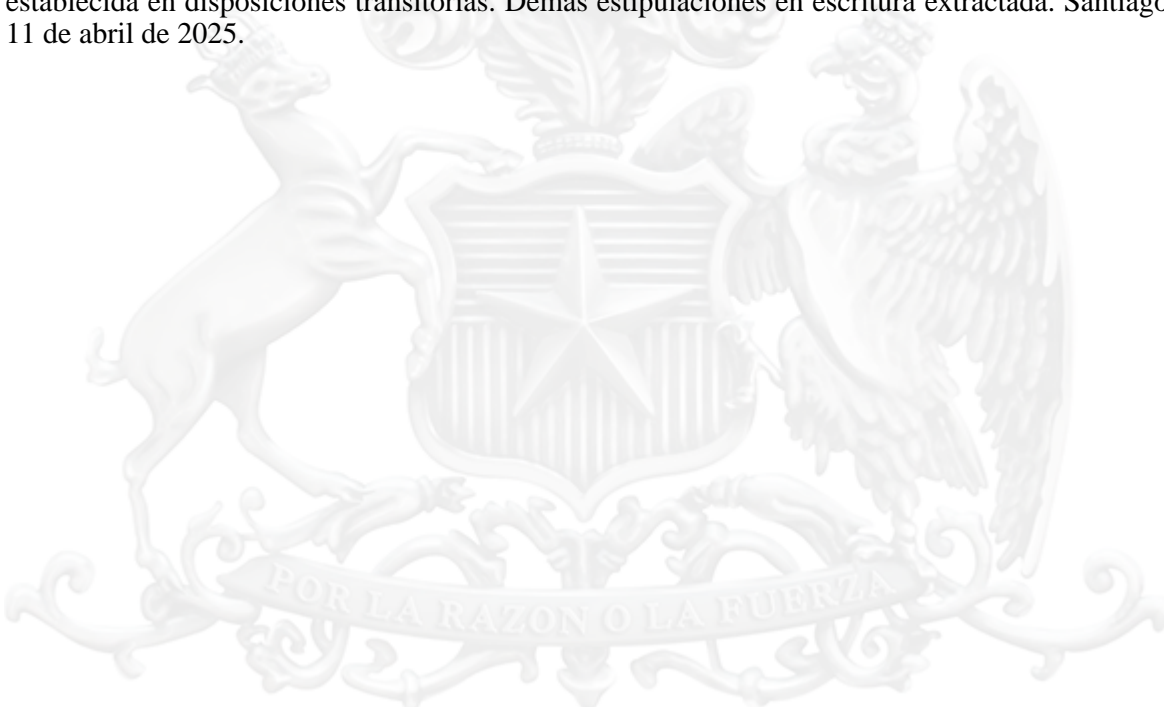 establecida en disposiciones transitorias. Demás estipulaciones en escritura extractada. Santiago,
11 de abril de 2025.
POR LA RAZON O LA FUERZA